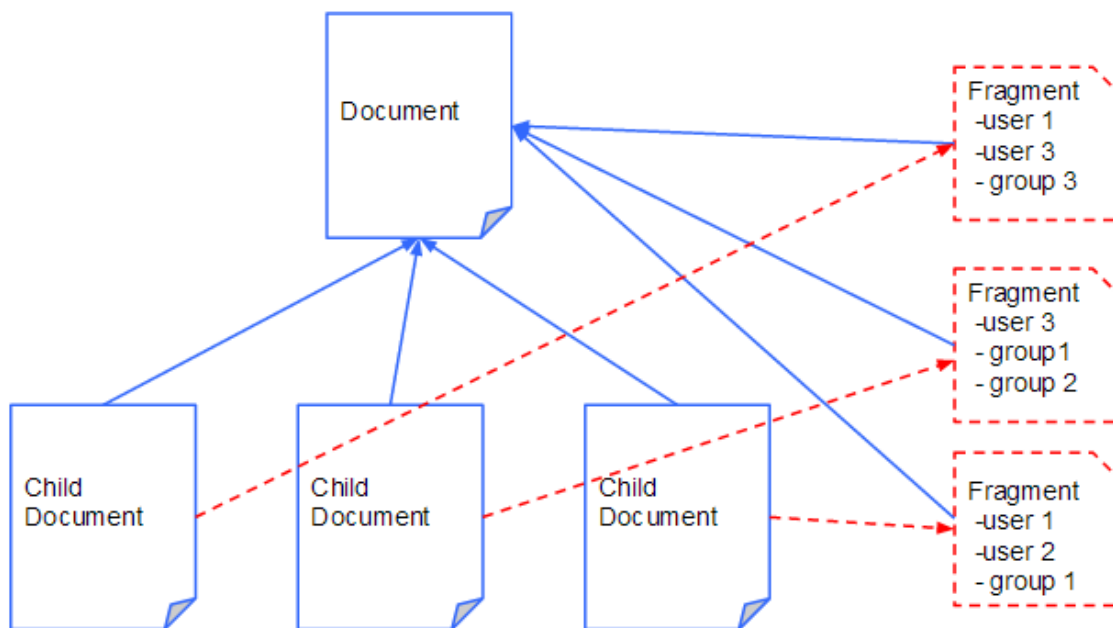 Document
Fragment
-user 1
-user 3
- group 3
Fragment
-user 3
- group1
- group 2
Child
Document
Child
Document
Child
Document
Fragment
-user 1
-user 2
- group 1